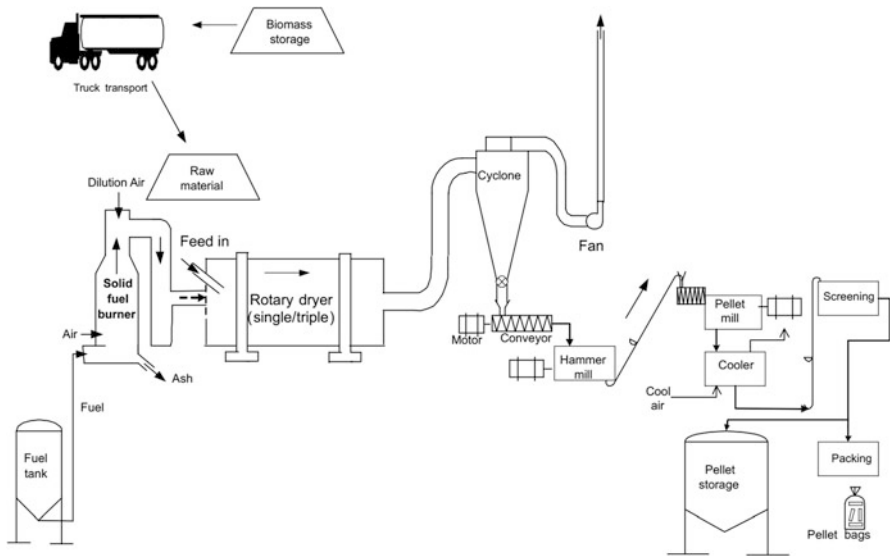 Biomass
storage
Truck transport
Raw
material
Dilution Air
Feed in
Solid
fuel
burner
Air
Ash
Fuel
Fuel
tank
Rotary dryer
(single/triple)
Cyclone
Fan
Motor
Conveyor
Hammer
mill
Pellet
mill
Screening
Cooler
Cool
air
Pellet
storage
Packing
Pellet bags